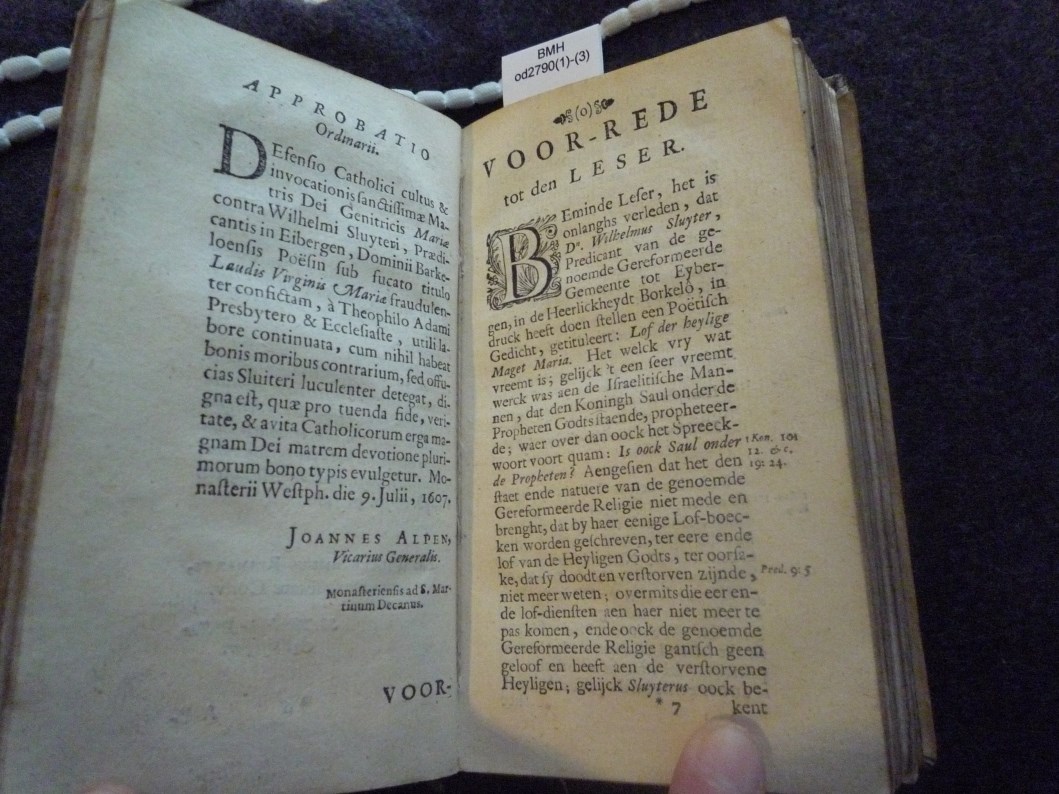 BMH
od2790(1)-(3)
APPROBATIO
Ordinarii.
DEfensio Catholici cultus &
invocationis sanctissimæ Ma-
tris Dei Genitricis Mariæ
contra Wilhelmi Sluyteri, Prædi-
cantis in Eibergen, Dominii Barke-
loensis Poësin sub fucato titulo
Laudis Virginis Mariæ fraudulen-
ter confictam, à Theophilo Adami
Presbytero & Ecclesiaste, utili la-
bore continuata, cum nihil habeat
bonis moribus contrarium, sed offu-
cias Sluiteri luculenter detegat, di-
gna est, quæ pro tuenda fide, veri-
tate, & avita Catholicorum erga ma-
gnam Dei matrem devotione pluri-
morum bono typis evulgetur. Mo-
nasterii Westph. die 9. Julii, 1607.
JOANNES ALPEN,
Vicarius Generalis.
Monasteriensis ad S. Mar-
tinum Decanus.
VOOR-
(o)
VOOR-REDE
tot den LESER.
BEminde Leser, het is
onlanghs verleden, dat
Ds. Wilhelmus Sluyter,
Predicant van de ge-
noemde Gereformeerde
Gemeente tot Eyber-
gen, in de Heerlickheydt Borkelô, in
druck heeft doen stellen een Poëtisch
Gedicht, getituleert: Lof der heylige
Maget Maria. Het welck vry wat
vreemt is; gelijck 't een seer vreemt
werck was aen de Israelitische Man-
nen, dat den Koningh Saul onder de
Propheten Godts staende, propheteer-
de; waer over dan oock het Spreeck-
woort voort quam: Is oock Saul onder
de Propheten? Aengesien dat het den
staet ende natuere van de genoemde
Gereformeerde Religie niet mede en
brenght, dat by haer eenige Lof-boec-
ken worden geschreven, ter eere ende
lof van de Heyligen Godts, ter oorsa-
ke, dat sy doodt en verstorven zijnde,
niet meer weten; overmits die eer en-
de lof-diensten aen haer niet meer te
pas komen, ende oock de genoemde
Gereformeerde Religie gantsch geen
geloof en heeft aen de verstorvene
Heyligen; gelijck Sluyterus oock be-
* 7 kent
1 Kon. 10:
12. & c.
19: 24.
Pred. 9: 5